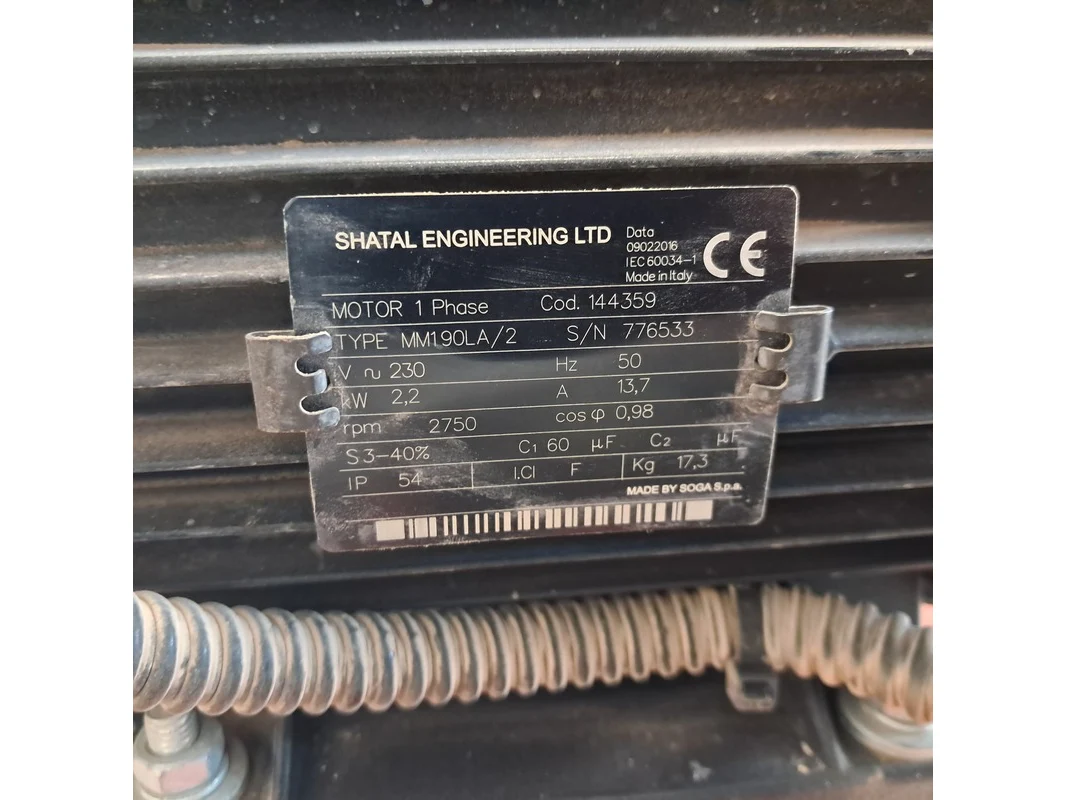 SHATAL ENGINEERING LTD
Data
09022016
IEC 60034-1
Made in Italy
CE
MOTOR 1 Phase Cod. 144359
TYPE MM190LA/2 S/N 776533
V ~ 230 Hz 50
kW 2,2 A 13,7
rpm 2750 cos φ 0,98
S3-40% C1 60 µF C2 µF
IP 54 I.Cl F Kg 17,3
MADE BY SOGA S.p.a.